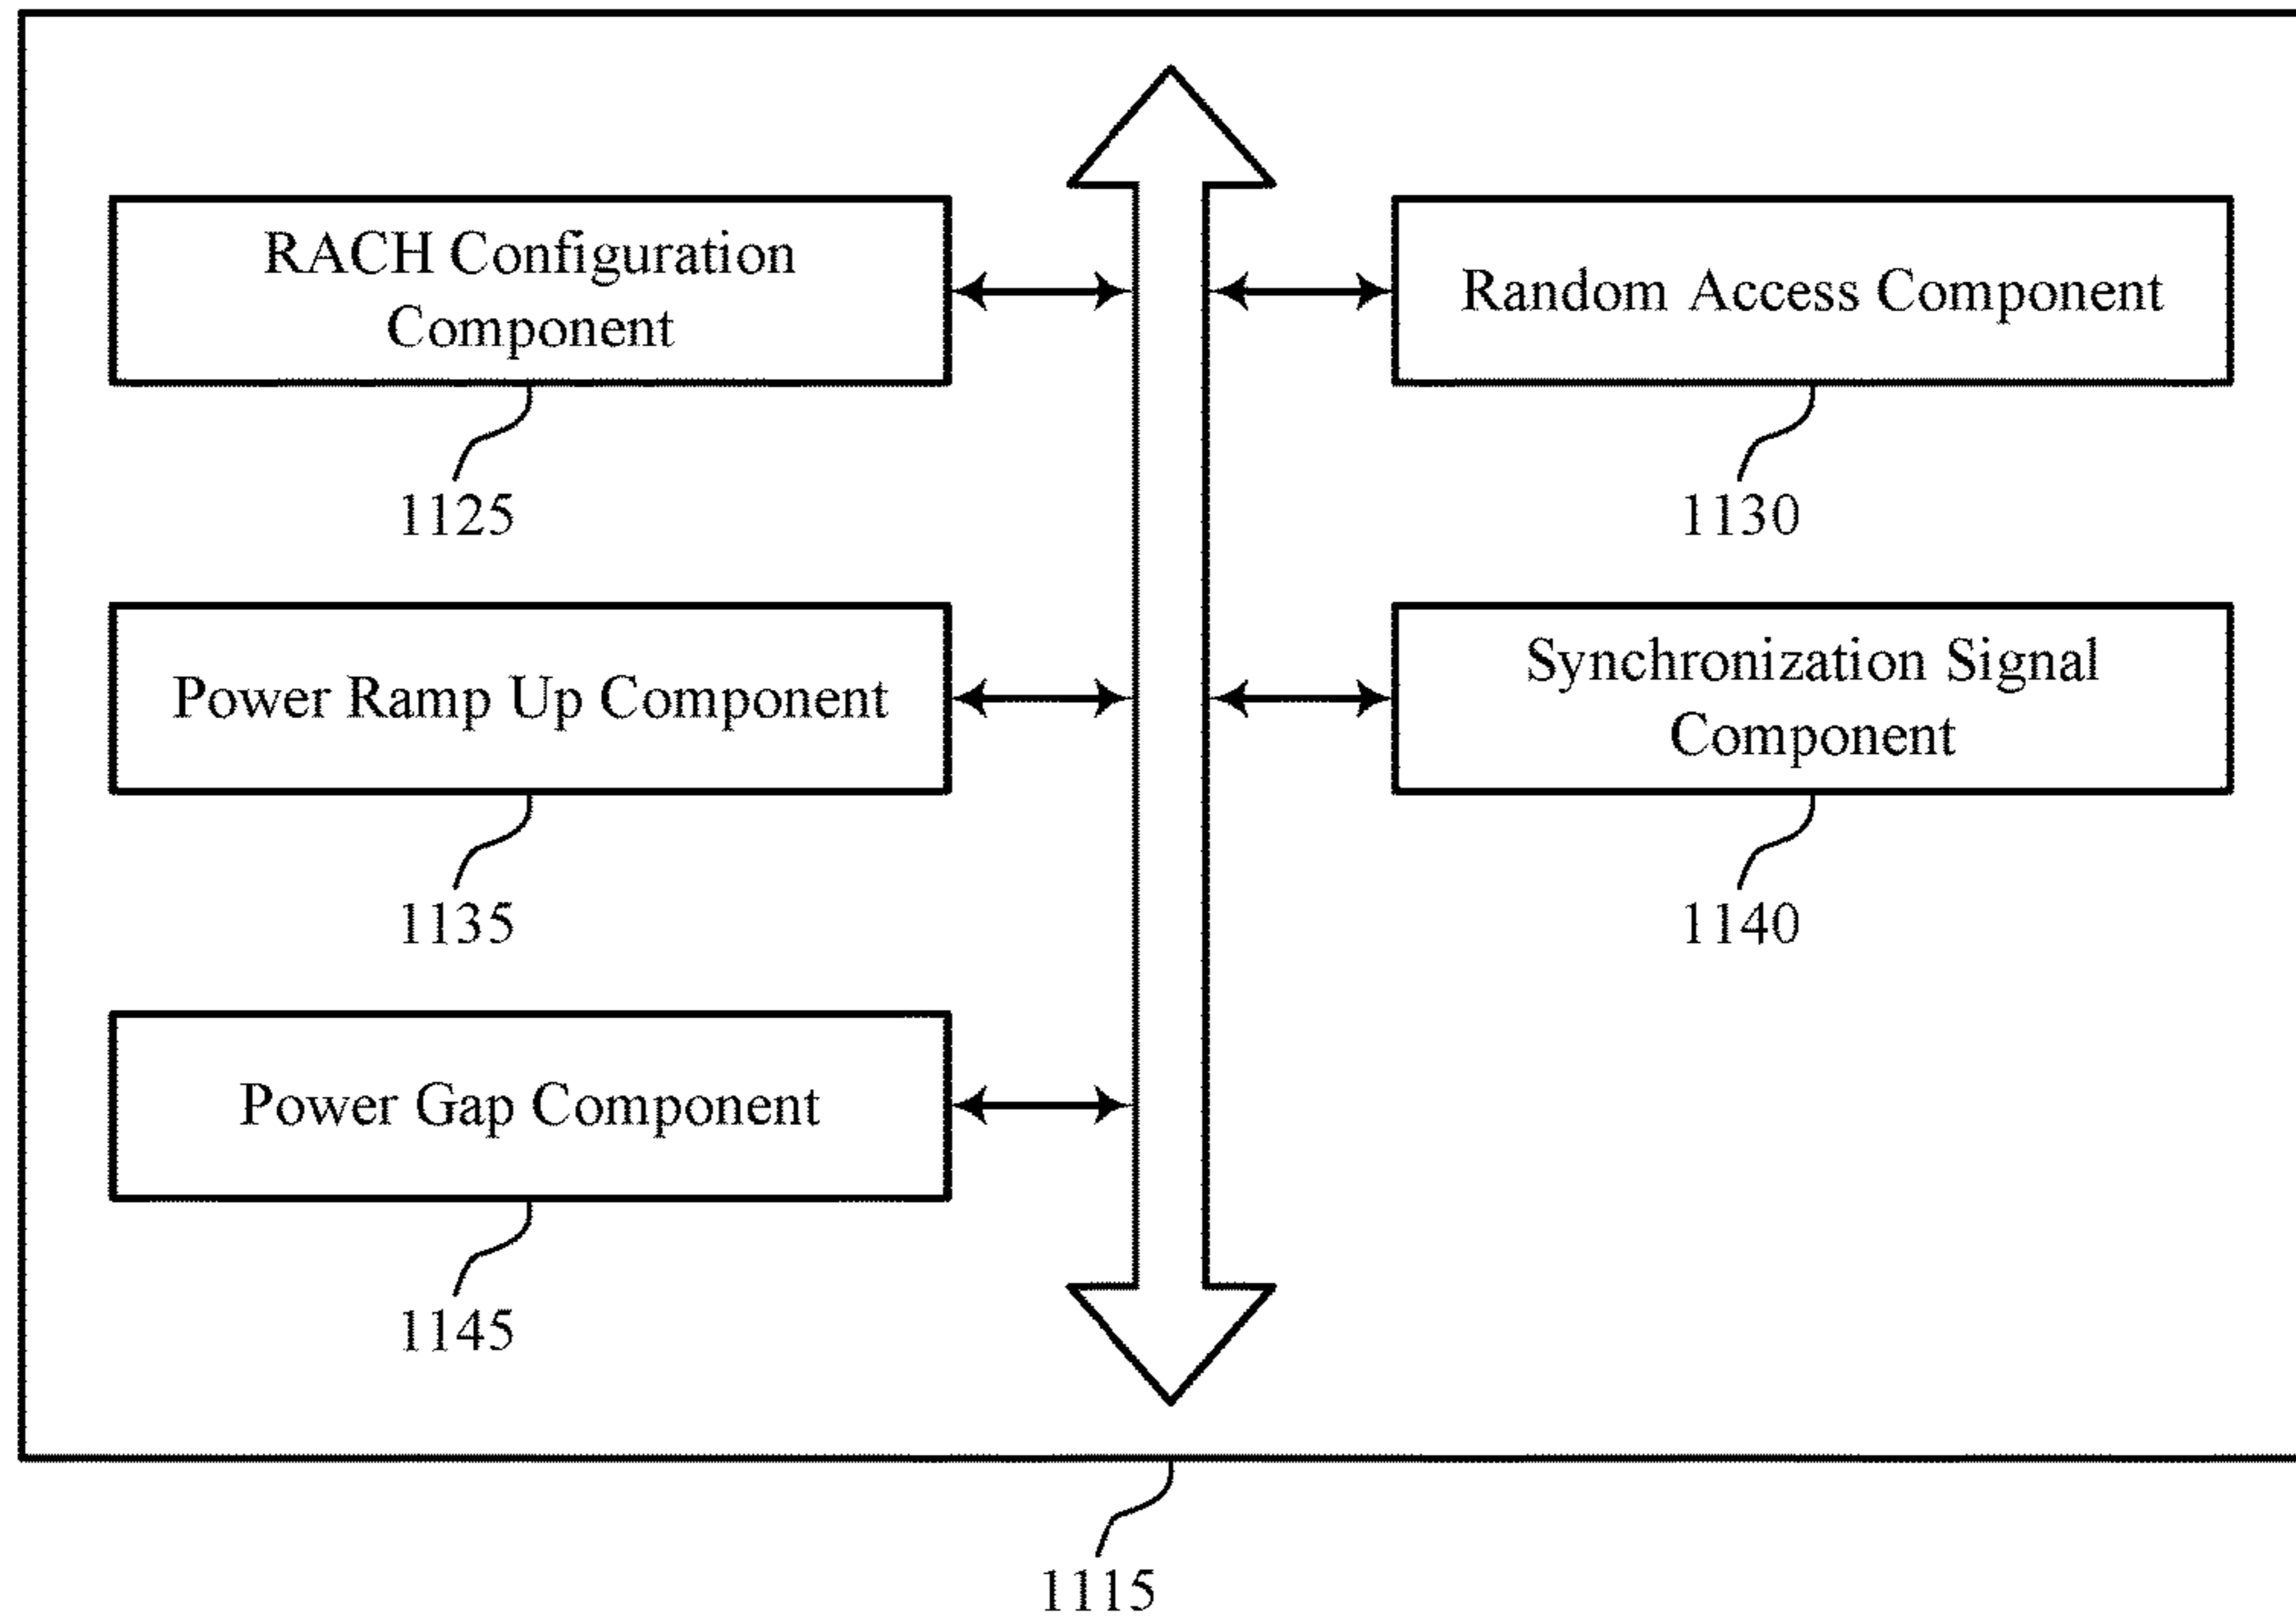 RACH Configuration
Component
1125
Random Access Component
1130
Power Ramp Up Component
1135
Synchronization Signal
Component
1140
Power Gap Component
1145
1115